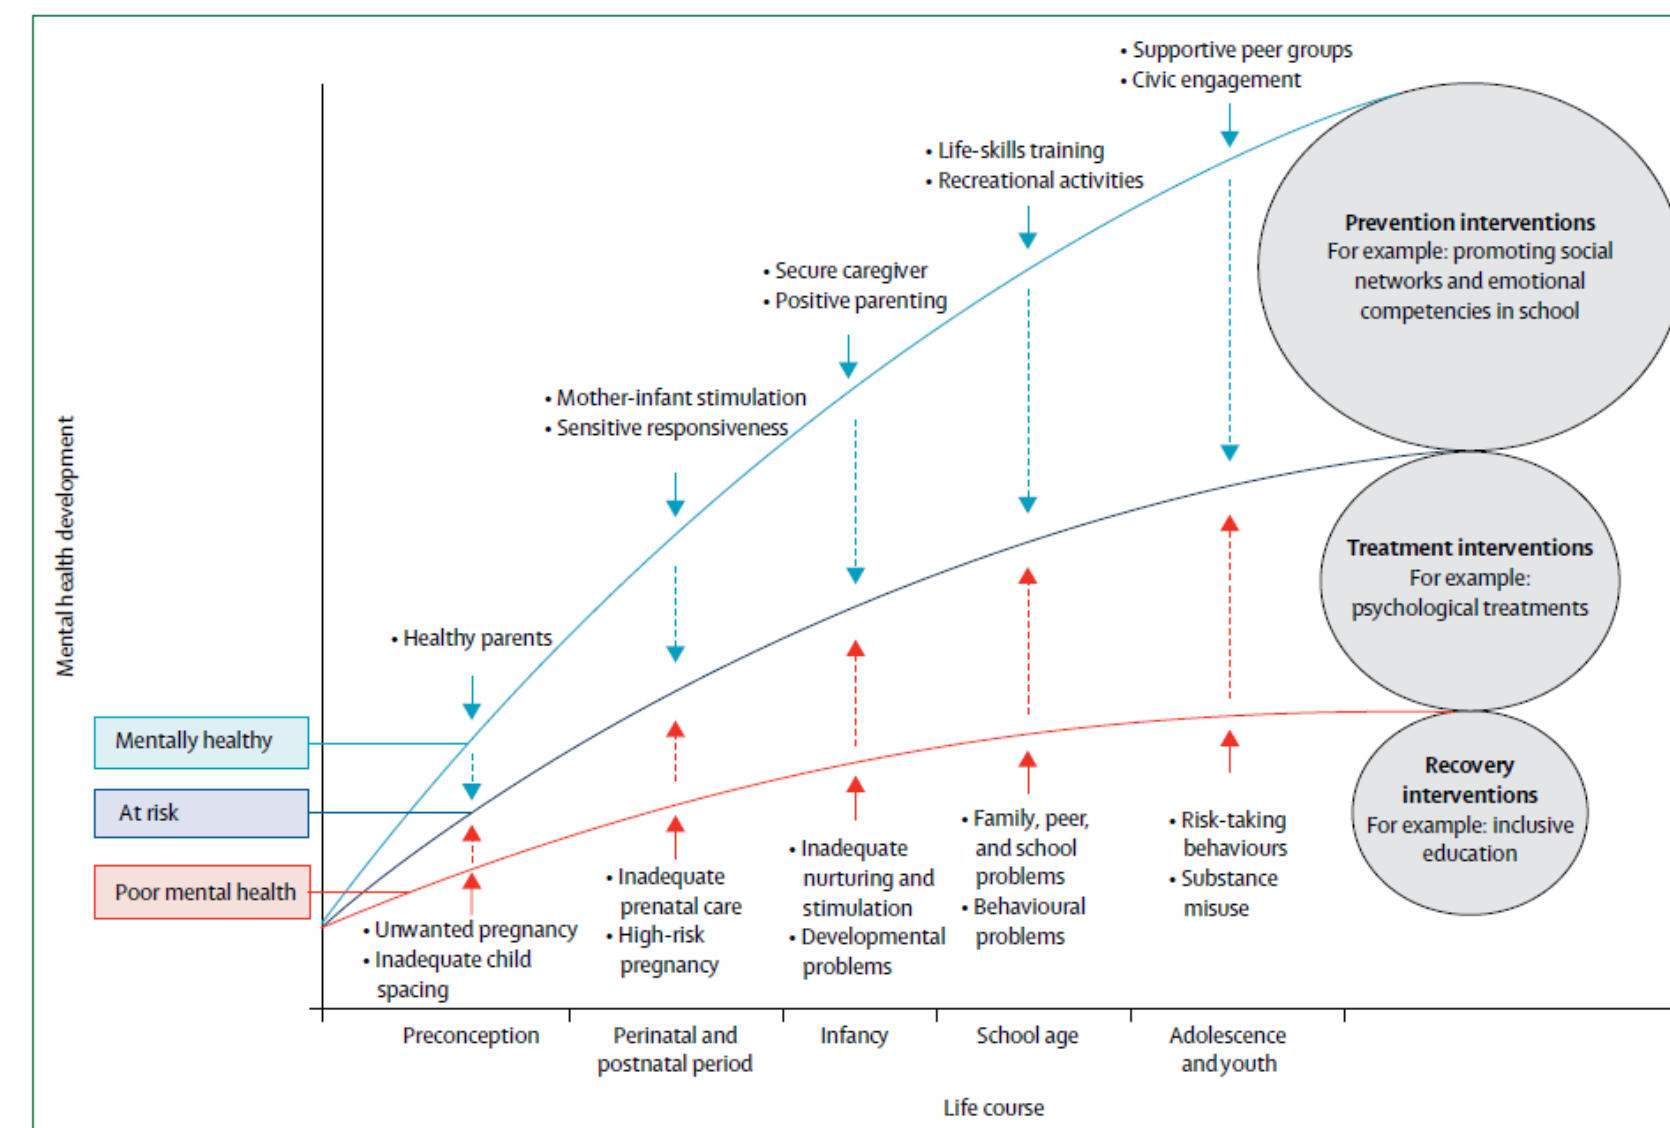 • Supportive peer groups
• Civic engagement
• Life-skills training
• Recreational activities
• Secure caregiver
• Positive parenting
• Mother-infant stimulation
• Sensitive responsiveness
• Healthy parents
Mental health development
Mentally healthy
At risk
Poor mental health
Prevention interventions
For example: promoting social
networks and emotional
competencies in school
Treatment interventions
For example:
psychological treatments
Recovery
interventions
For example: inclusive
education
• Unwanted pregnancy
• Inadequate child
spacing
• Inadequate
prenatal care
• High-risk
pregnancy
• Inadequate
nurturing and
stimulation
• Developmental
problems
• Family, peer,
and school
problems
• Behavioural
problems
• Risk-taking
behaviours
• Substance
misuse
Preconception
Perinatal and
postnatal period
Infancy
School age
Adolescence
and youth
Life course